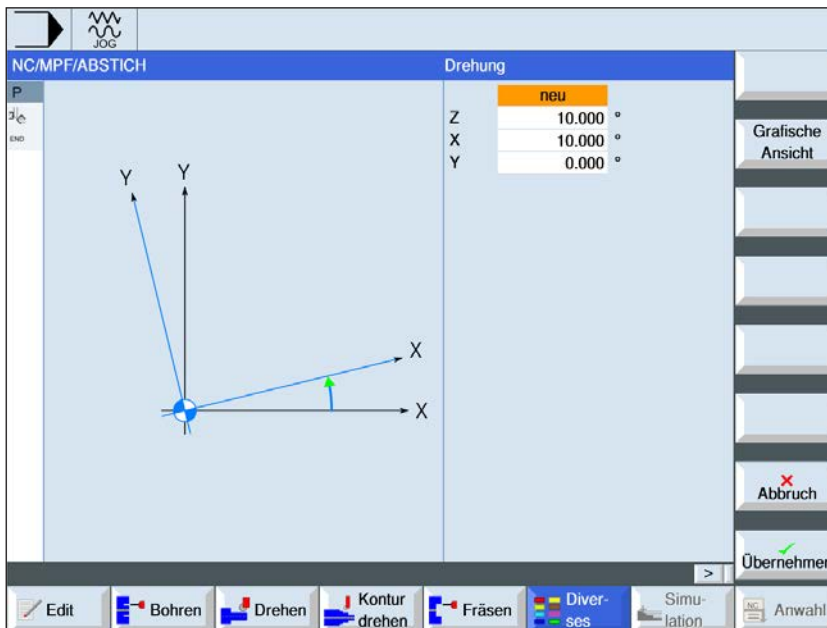 JOG
NC/MPF/ABSTICH
Drehung
P
END
neu
Z 10.000 °
X 10.000 °
Y 0.000 °
Y
Y
X
X
Grafische
Ansicht
Abbruch
Übernehmen
>
Edit
Bohren
Drehen
Kontur
drehen
Fräsen
Diver-
ses
Simu-
lation
NC
Anwahl